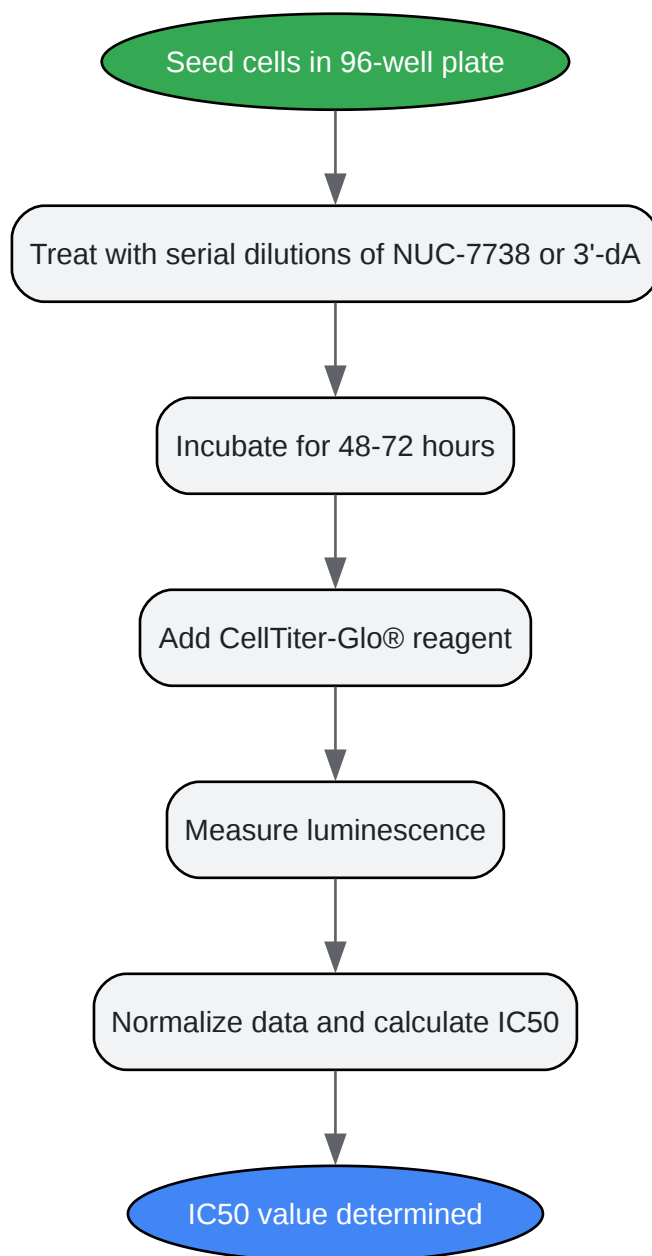 Seed cells in 96-well plate
Treat with serial dilutions of NUC-7738 or 3'-dA
Incubate for 48-72 hours
Add CellTiter-Glo® reagent
Measure luminescence
Normalize data and calculate IC50
IC50 value determined